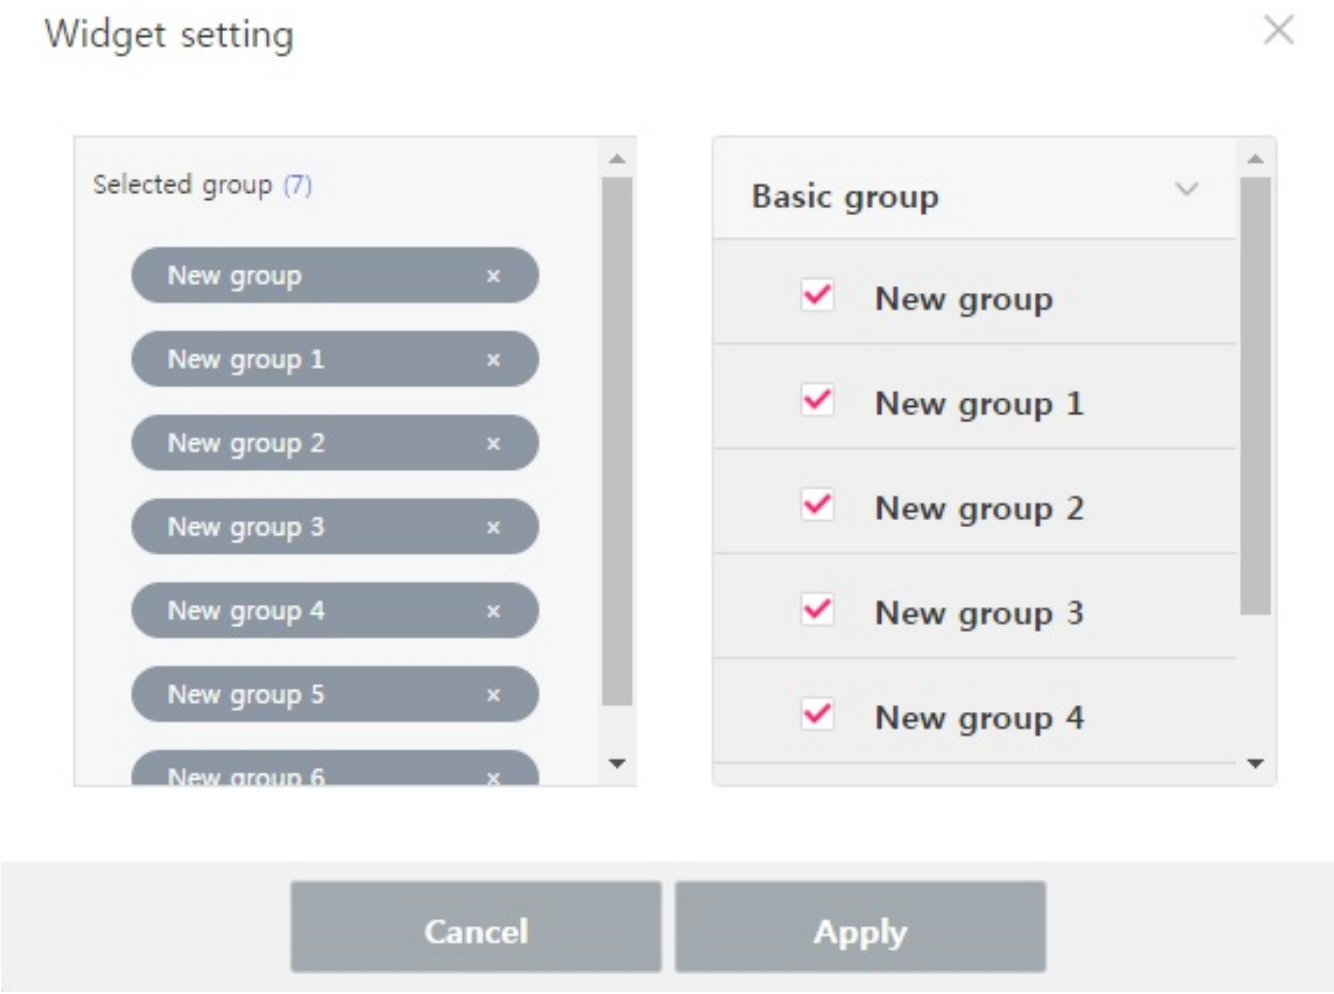 Widget setting
Selected group (7)
New group
New group 1
New group 2
New group 3
New group 4
New group 5
New group 6
Basic group
New group
New group 1
New group 2
New group 3
New group 4
Cancel
Apply